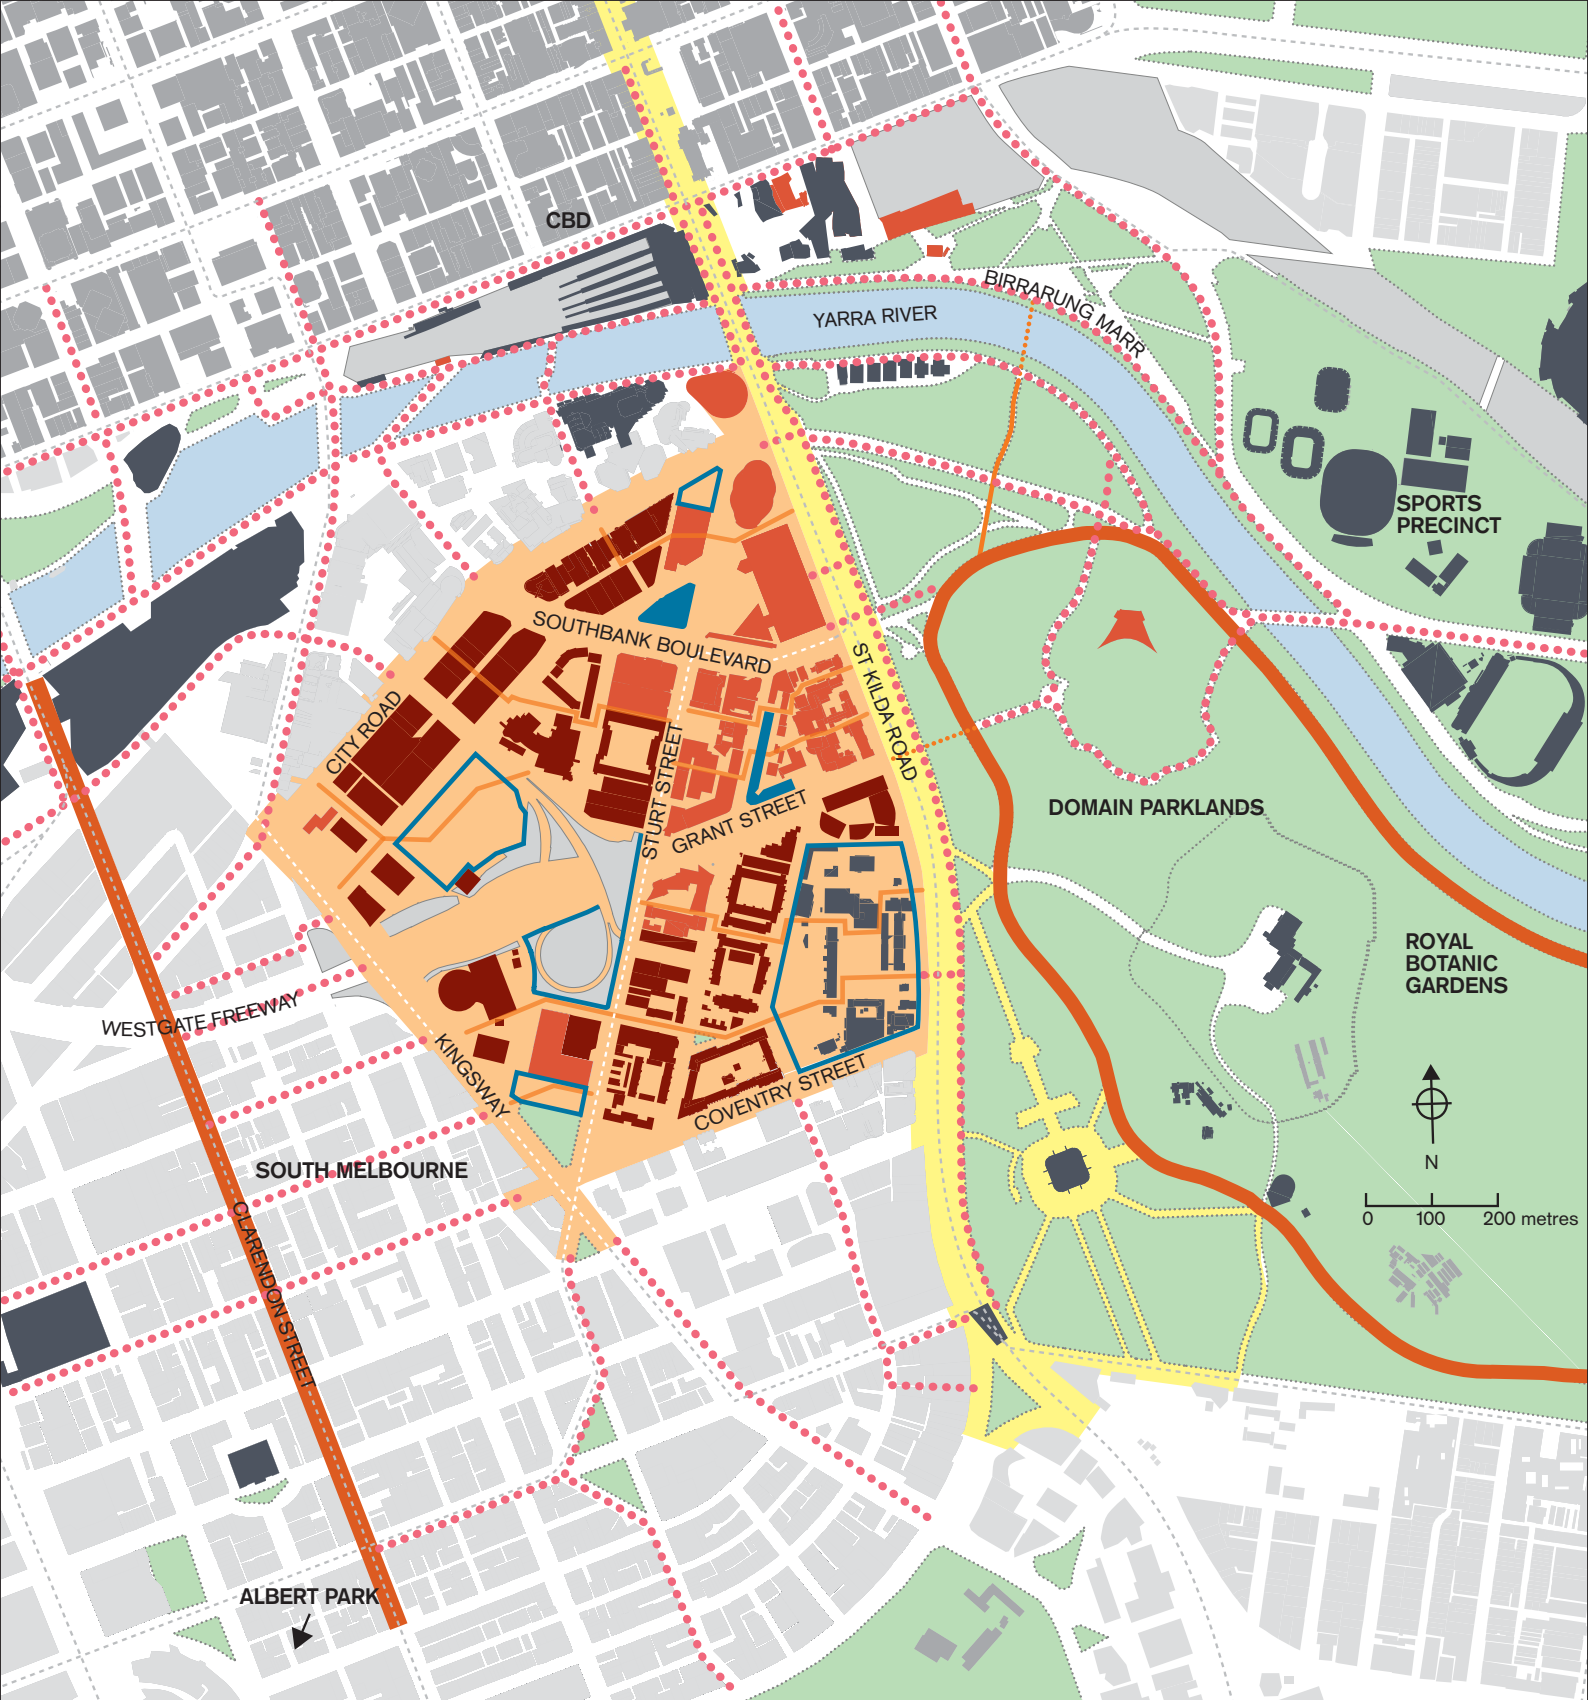 CBD
BIRRARUNG MARR
YARRA RIVER
SPORTS
PRECINCT
SOUTHBANK BOULEVARD
ST KILDA ROAD
CITY ROAD
STURT STREET
GRANT STREET
DOMAIN PARKLANDS
ROYAL
BOTANIC
GARDENS
WESTGATE FREEWAY
KINGSWAY
COVENTRY STREET
N
SOUTH MELBOURNE
0 100 200 metres
CLARENDON STREET
ALBERT PARK